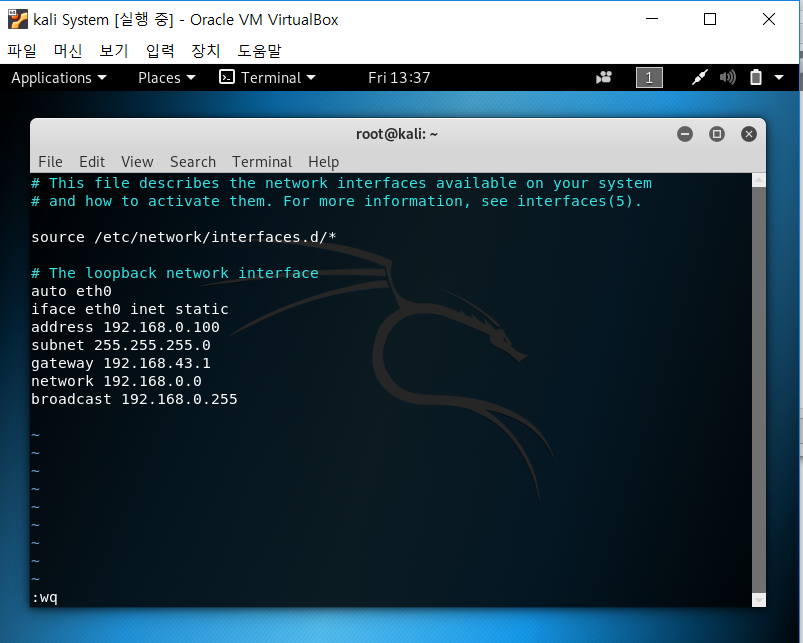 kali System [실행 중] - Oracle VM VirtualBox
파일 머신 보기 입력 장치 도움말
Applications Places Terminal Fri 13:37 1
root@kali: ~
File Edit View Search Terminal Help
# This file describes the network interfaces available on your system
# and how to activate them. For more information, see interfaces(5).
source /etc/network/interfaces.d/*
# The loopback network interface
auto eth0
iface eth0 inet static
address 192.168.0.100
subnet 255.255.255.0
gateway 192.168.43.1
network 192.168.0.0
broadcast 192.168.0.255
~
~
~
~
~
~
~
~
~
:wq